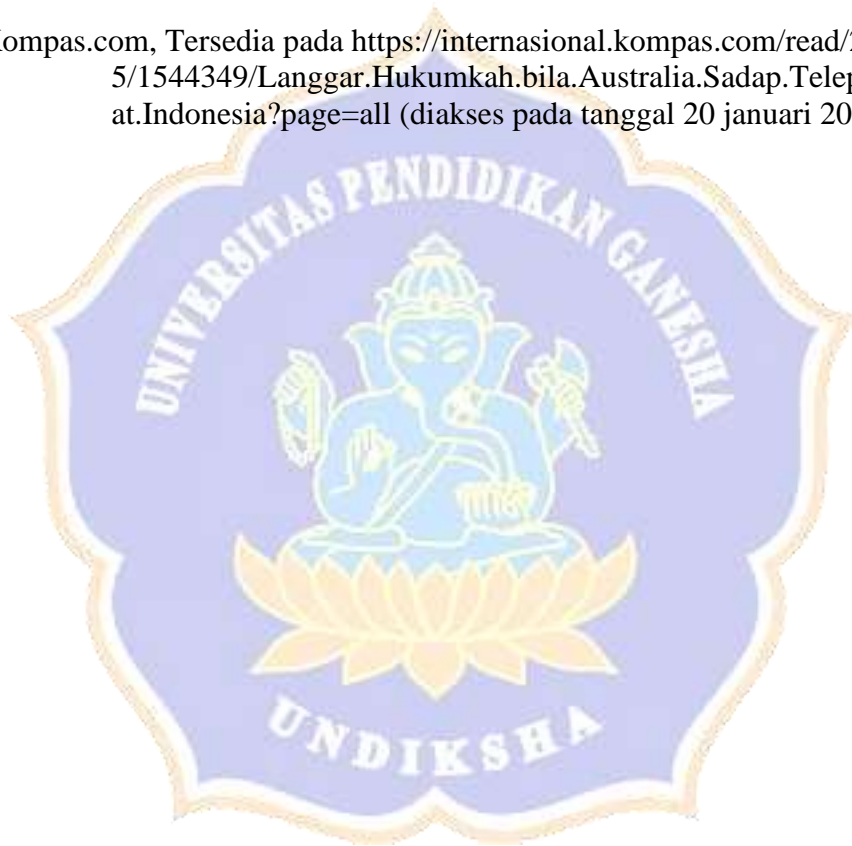 ompas.com, Tersedia pada https://internasional.kompas.com/read/
5/1544349/Langgar.Hukumkah.bila.Australia.Sadap.Telep
at.Indonesia?page=all (diakses pada tanggal 20 januari 20
UNIVERSITAS PENDIDIKAN GANESHA
UNDIKSHA